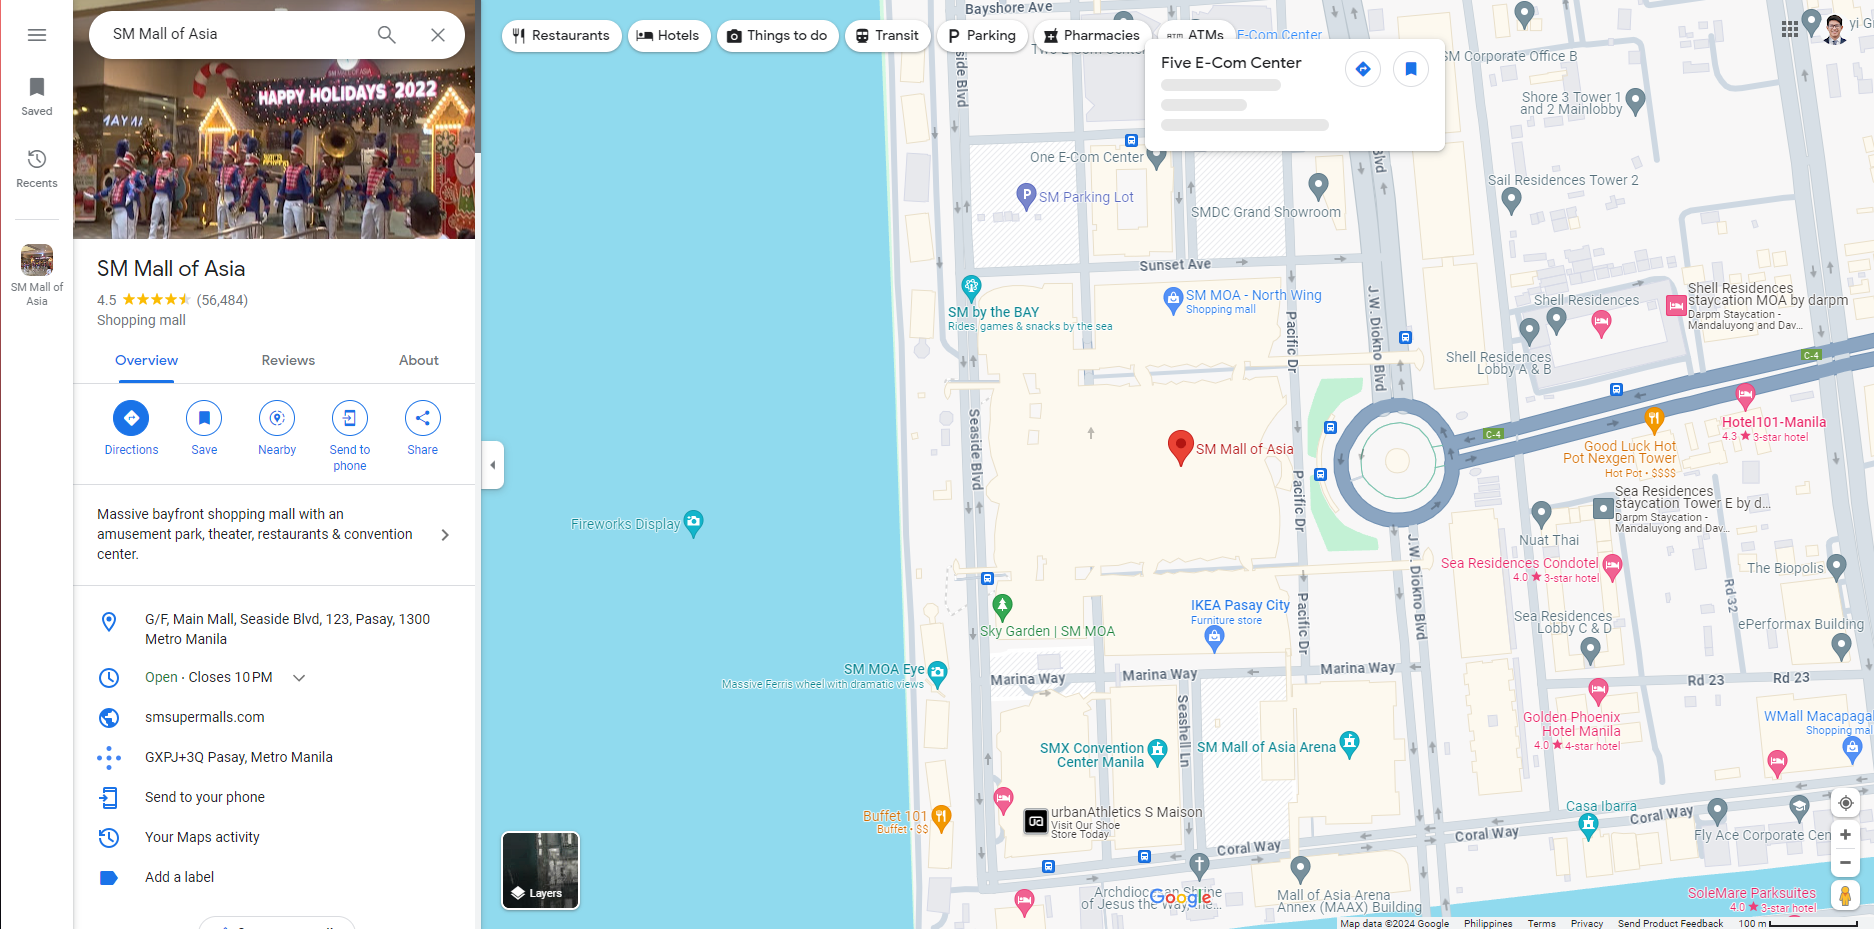 SM Mall of Asia
Saved
Recents
SM Mall of
Asia
HAPPY HOLIDAYS 2022
SM Mall of Asia
4.5
(56,484)
Shopping mall
Overview
Reviews
About
Directions
Save
Nearby
Send to
phone
Share
Massive bayfront shopping mall with an
amusement park, theater, restaurants & convention
center.
G/F, Main Mall, Seaside Blvd, 123, Pasay, 1300
Metro Manila
Open · Closes 10 PM
smsupermalls.com
GXPJ+3Q Pasay, Metro Manila
Send to your phone
Your Maps activity
Add a label
Restaurants
Hotels
Things to do
Transit
Parking
Pharmacies
ATMs
Bayshore Ave
E-Com Center
Five E-Com Center
SM Corporate Office B
Shore 3 Tower 1
and 2 Mainlobby
One E-Com Center
SM Parking Lot
SMDC Grand Showroom
Sail Residences Tower 2
Sunset Ave
SM by the BAY
Rides, games & snacks by the sea
SM MOA - North Wing
Shopping mall
Pacific Dr
J.W. Diokno Blvd
Shell Residences
Shell Residences
staycation MOA by darpm
Darpm Staycation -
Mandaluyong and Dav...
Shell Residences
Lobby A & B
C-4
C-4
Hotel101-Manila
4.3 ★ 3-star hotel
Good Luck Hot
Pot Nexgen Tower
Hot Pot · $$$$
Seaside Blvd
SM Mall of Asia
Pacific Dr
Sea Residences
staycation Tower E by d...
Darpm Staycation -
Mandaluyong and Dav...
Fireworks Display
Nuat Thai
J.W. Diokno Blvd
Sea Residences Condotel
4.0 ★ 3-star hotel
The Biopolis
Rd 32
IKEA Pasay City
Furniture store
Pacific Dr
Sky Garden | SM MOA
Sea Residences
Lobby C & D
ePerformax Building
SM MOA Eye
Massive Ferris wheel with dramatic views
Marina Way
Marina Way
Marina Way
Rd 23
Rd 23
Seashell Ln
Golden Phoenix
Hotel Manila
4.0 ★ 4-star hotel
WMall Macapagal
Shopping mall
SMX Convention
Center Manila
SM Mall of Asia Arena
Buffet 101
Buffet · $$
urbanAthletics S Maison
Visit Our Shoe
Store Today
Casa Ibarra
Coral Way
Coral Way
Coral Way
Fly Ace Corporate Cen
Archdiocesan Shrine
of Jesus the Way, the...
Google
Mall of Asia Arena
Annex (MAAX) Building
SoleMare Parksuites
4.0 ★ 3-star hotel
Layers
Map data ©2024 Google
Philippines
Terms
Privacy
Send Product Feedback
100 m